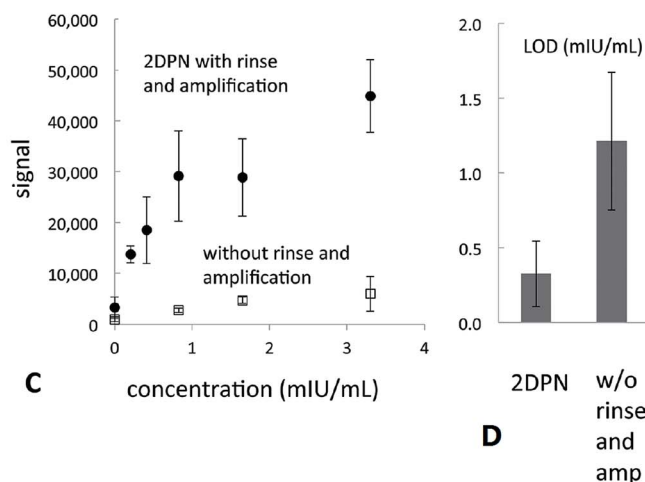 60,000
50,000
40,000
30,000
20,000
10,000
0
signal
2DPN with rinse
and amplification
without rinse and
amplification
0
1
2
3
4
concentration (mIU/mL)
C
LOD (mIU/mL)
2.0
1.5
1.0
0.5
0.0
2DPN
w/o
rinse
and
amp
D